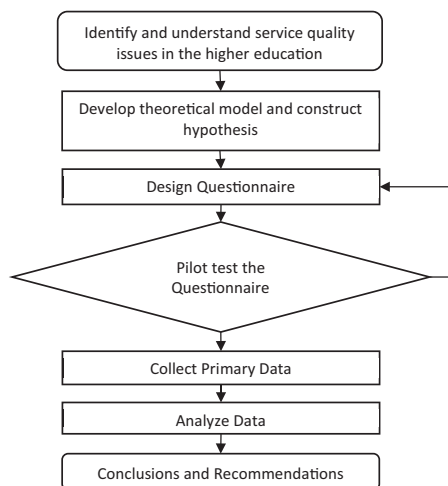 Identify and understand service quality
issues in the higher education
Develop theoretical model and construct
hypothesis
Design Questionnaire
Pilot test the
Questionnaire
Collect Primary Data
Analyze Data
Conclusions and Recommendations